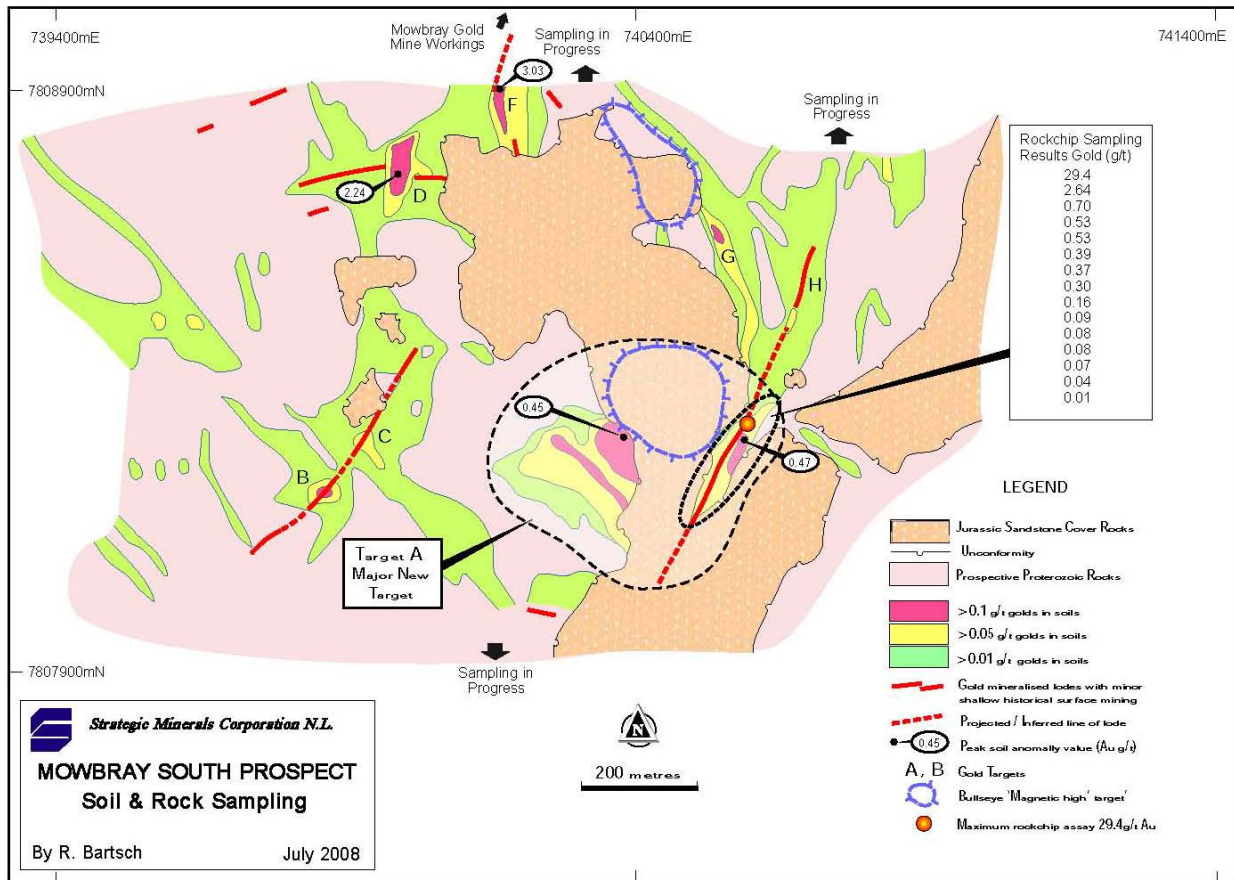 739400mE
Mowbray Gold
Mine Workings
Sampling in
Progress
740400mE
741400mE
7808900mN
3.03
F
Sampling in
Progress
Rockchip Sampling
Results Gold (g/t)
29.4
2.64
0.70
0.53
0.53
0.39
0.37
0.30
0.16
0.09
0.08
0.08
0.07
0.04
0.01
2.24
D
G
H
0.45
C
0.47
B
Target A
Major New
Target
7807900mN
Sampling in
Progress
LEGEND
Jurassic Sandstone Cover Rocks
Unconformity
Prospective Proterozoic Rocks
>0.1 g/t golds in soils
>0.05 g/t golds in soils
>0.01 g/t golds in soils
Gold mineralised lodes with minor
shallow historical surface mining
Projected / Inferred line of lode
0.45 Peak soil anomally value (Au g/t)
A, B Gold Targets
Bullseye 'Magnetic high' target'
Maximum rockchip assay 29.4g/t Au
N
200 metres
Strategic Minerals Corporation N.L.
MOWBRAY SOUTH PROSPECT
Soil & Rock Sampling
By R. Bartsch July 2008